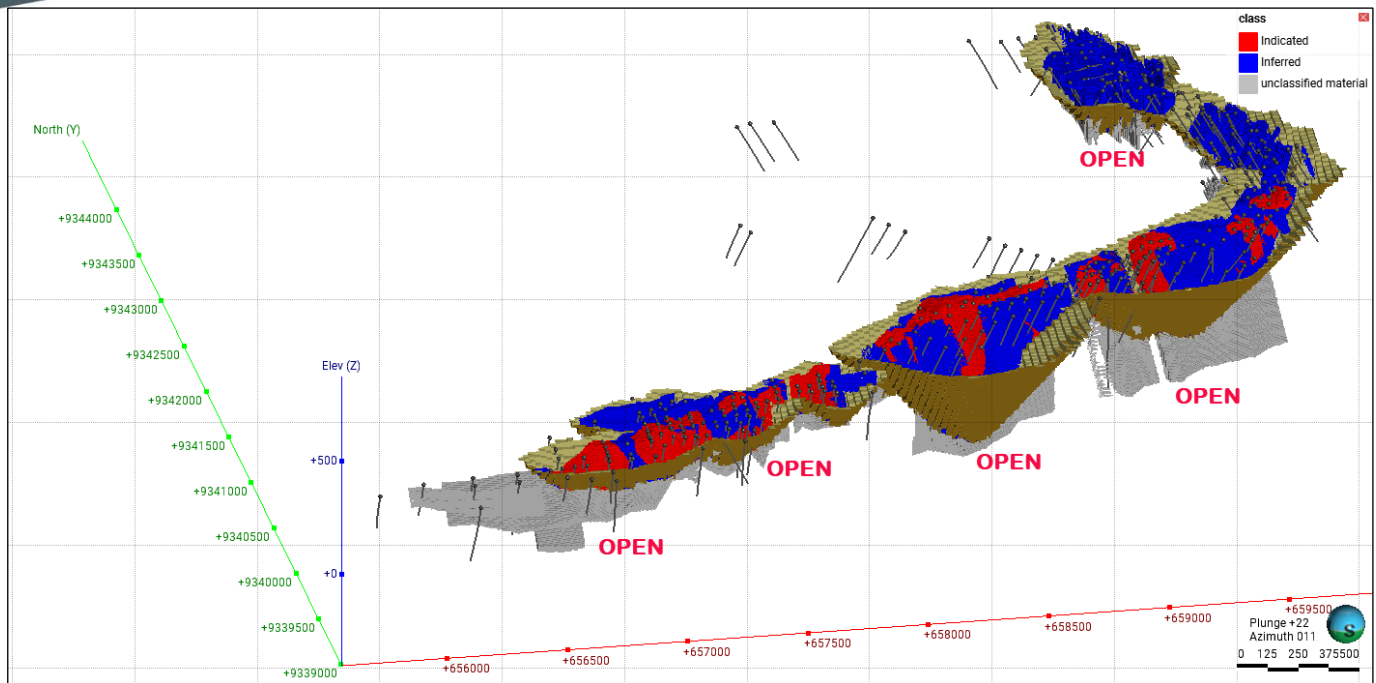 class
Indicated
Inferred
unclassified material
OPEN
North (Y)
+9344000
+9343500
+9343000
+9342500
+9342000
+9341500
+9341000
+9340500
+9340000
+9339500
+9339000
Elev (Z)
+500
+0
OPEN
OPEN
OPEN
OPEN
+656000
+656500
+657000
+657500
+658000
+658500
+659000
+659500
Plunge +22
Azimuth 011
S
0 125 250 375500